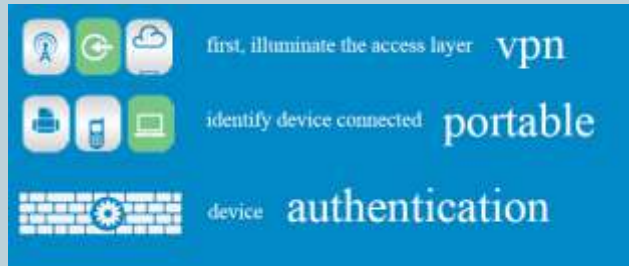 first, illuminate the access layer vpn
identify device connected portable
device authentication